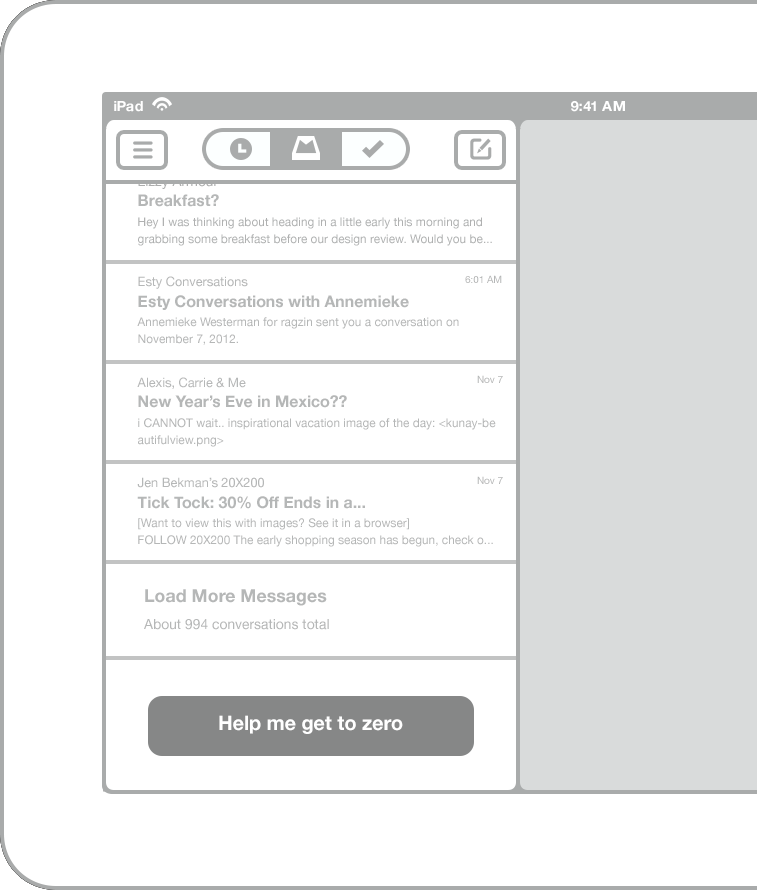 iPad 9:41 AM
Breakfast?
Hey I was thinking about heading in a little early this morning and
grabbing some breakfast before our design review. Would you be...
Esty Conversations 6:01 AM
Esty Conversations with Annemieke
Annemieke Westerman for ragzin sent you a conversation on
November 7, 2012.
Alexis, Carrie & Me Nov 7
New Year's Eve in Mexico??
i CANNOT wait.. inspirational vacation image of the day: <kunay-be
autifulview.png>
Jen Bekman's 20X200 Nov 7
Tick Tock: 30% Off Ends in a...
[Want to view this with images? See it in a browser]
FOLLOW 20X200 The early shopping season has begun, check o...
Load More Messages
About 994 conversations total
Help me get to zero